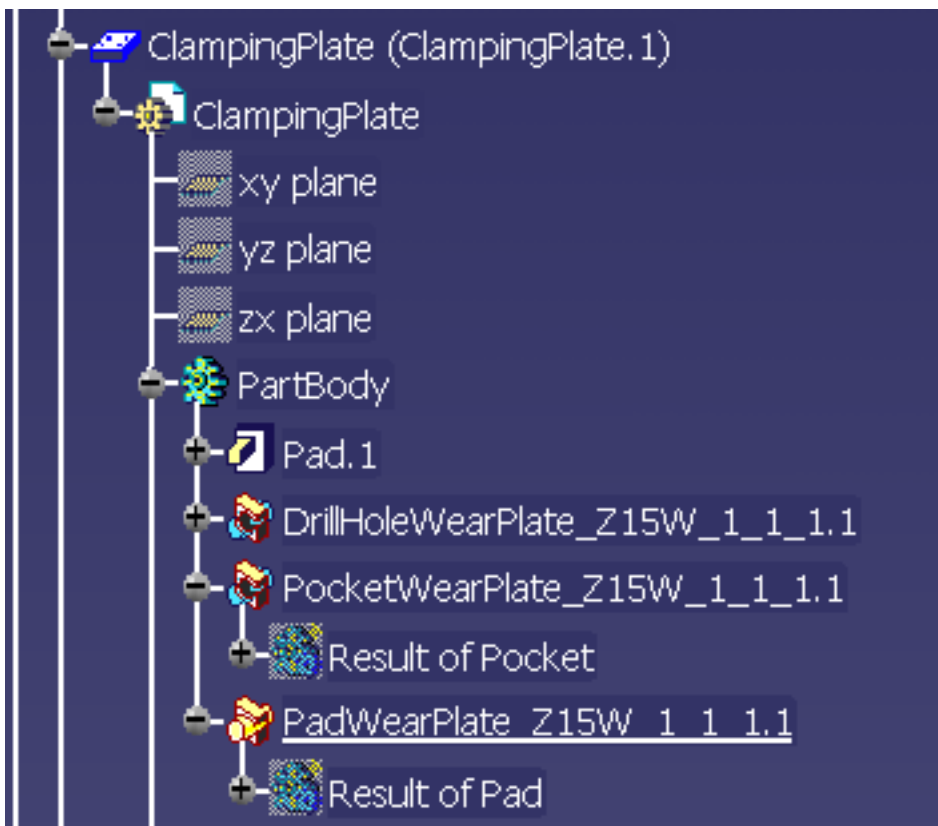 ClampingPlate (ClampingPlate.1)
ClampingPlate
xy plane
yz plane
zx plane
PartBody
Pad.1
DrillHoleWearPlate_Z15W_1_1_1.1
PocketWearPlate_Z15W_1_1_1.1
Result of Pocket
PadWearPlate_Z15W_1_1_1.1
Result of Pad